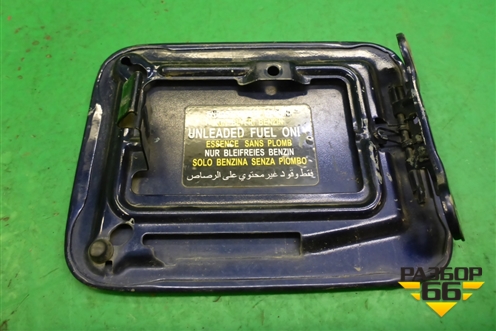 UNLEADED FUEL ONL
ESSENCE SANS PLOMB
NUR BLEIFREIES BENZIN
SOLO BENZINA SENZA PIOMBO
فقط وقود غير محتوي على الرصاص
РАЗБОР
66